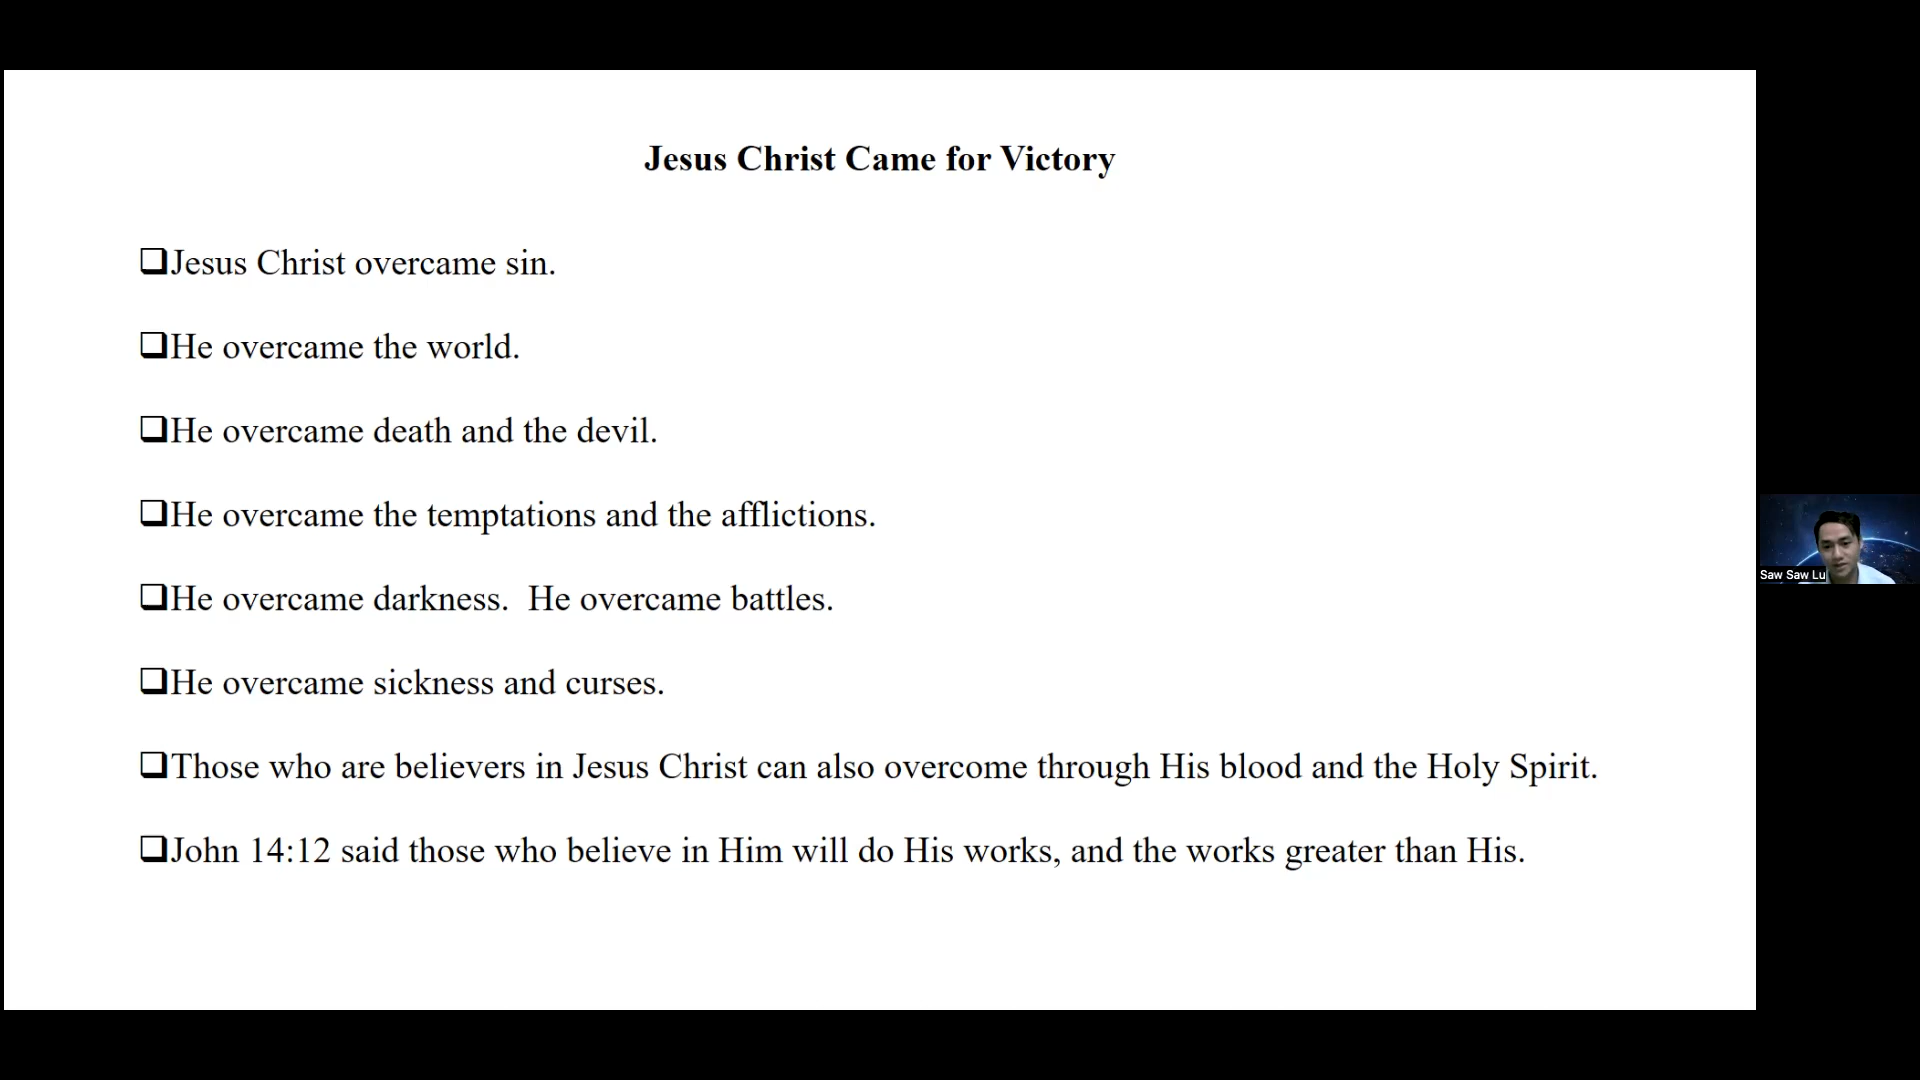 Jesus Christ Came for Victory
❑Jesus Christ overcame sin.
❑He overcame the world.
❑He overcame death and the devil.
❑He overcame the temptations and the afflictions.
❑He overcame darkness.  He overcame battles.
❑He overcame sickness and curses.
❑Those who are believers in Jesus Christ can also overcome through His blood and the Holy Spirit.
❑John 14:12 said those who believe in Him will do His works, and the works greater than His.
Saw Saw Lu